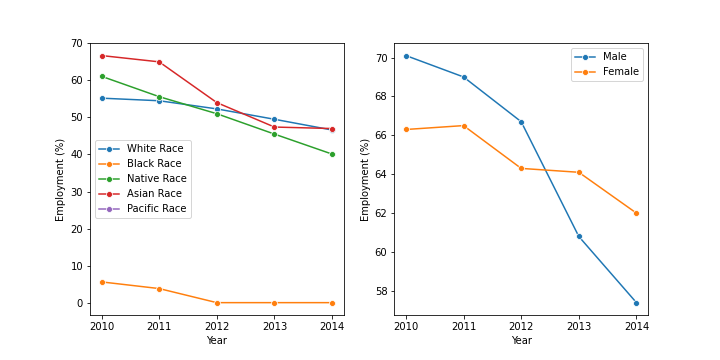 70
60
50
40
30
20
10
0
Employment (%)
White Race
Black Race
Native Race
Asian Race
Pacific Race
2010 2011 2012 2013 2014
Year
70
68
66
64
62
60
58
Employment (%)
Male
Female
2010 2011 2012 2013 2014
Year